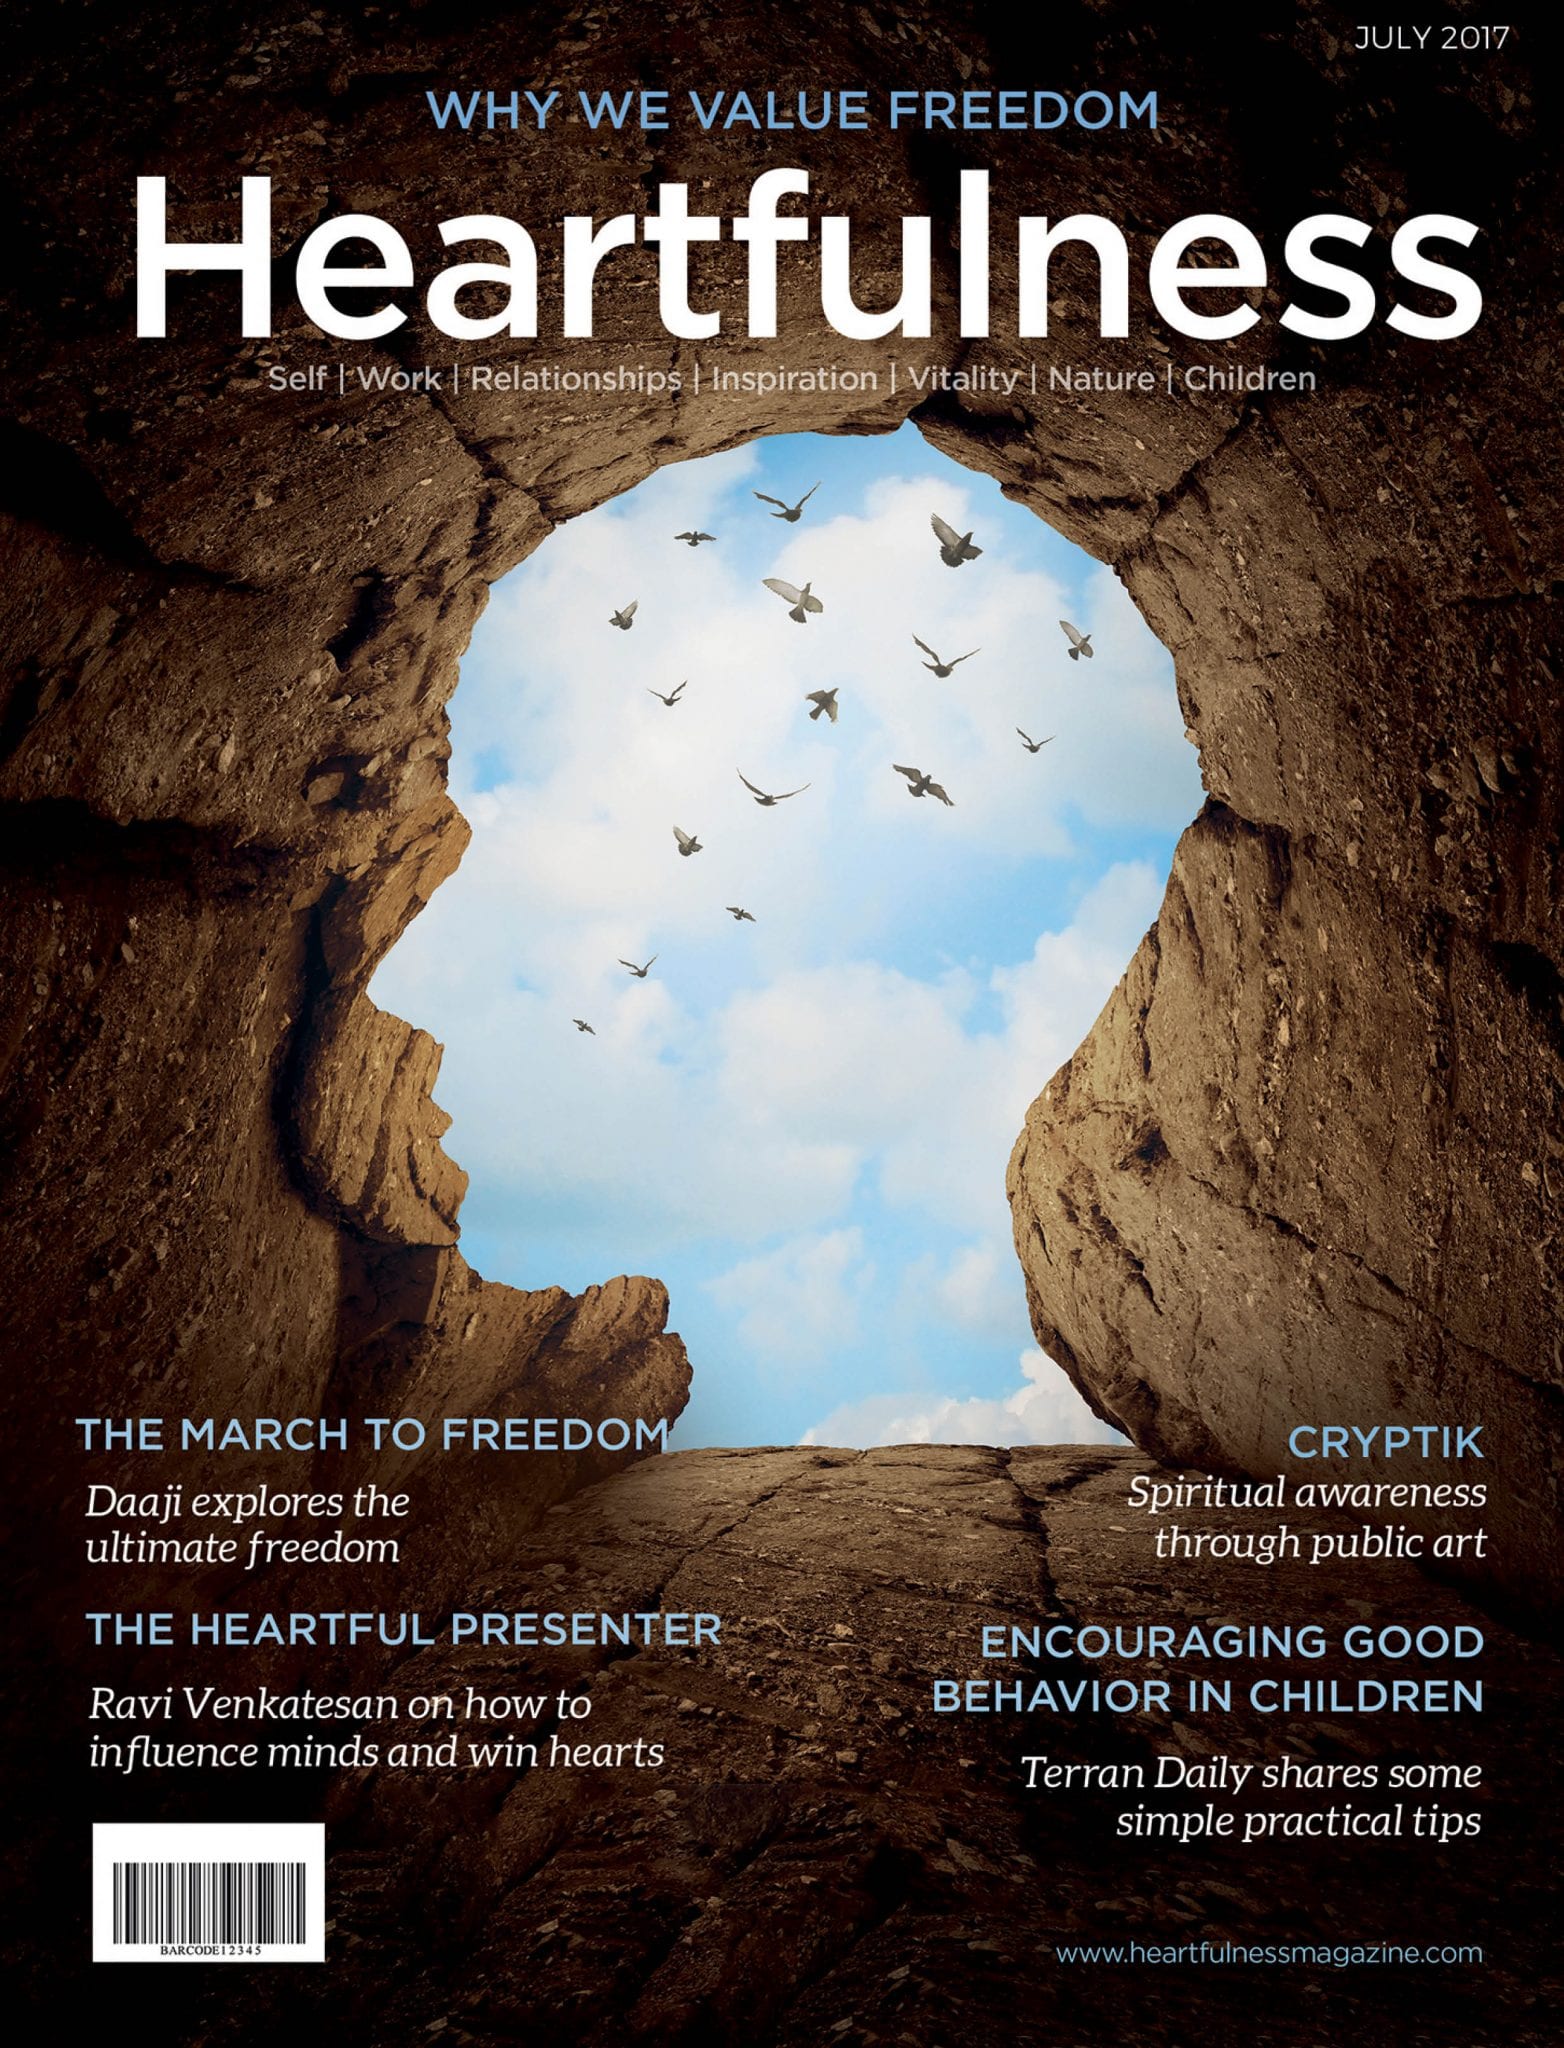 JULY 2017
WHY WE VALUE FREEDOM
Heartfulness
Self | Work | Relationships | Inspiration | Vitality | Nature | Children
THE MARCH TO FREEDOM
Daaji explores the
ultimate freedom
THE HEARTFUL PRESENTER
Ravi Venkatesan on how to
influence minds and win hearts
CRYPTIK
Spiritual awareness
through public art
ENCOURAGING GOOD
BEHAVIOR IN CHILDREN
Terran Daily shares some
simple practical tips
BARCODE12345
www.heartfulnessmagazine.com